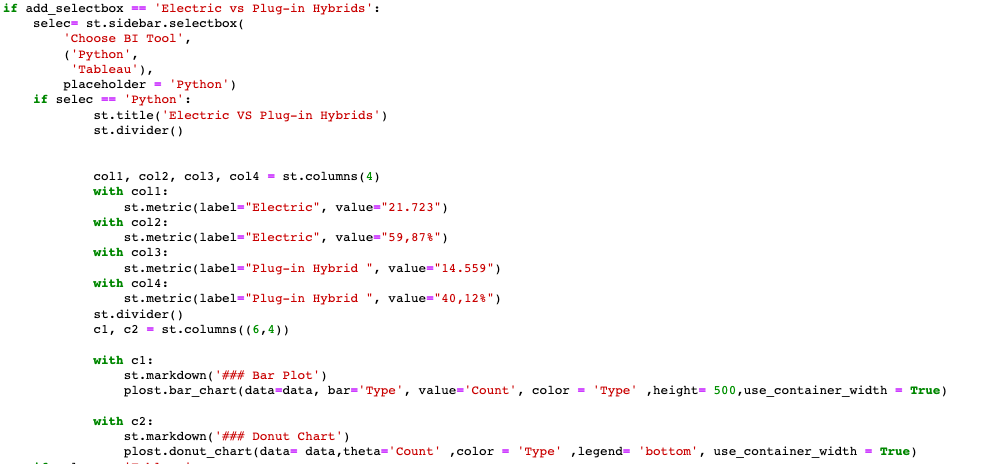 if add_selectbox == 'Electric vs Plug-in Hybrids':
    selec= st.sidebar.selectbox(
        'Choose BI Tool',
        ('Python',
         'Tableau'),
        placeholder = 'Python')
    if selec == 'Python':
            st.title('Electric VS Plug-in Hybrids')
            st.divider()
            col1, col2, col3, col4 = st.columns(4)
            with col1:
                st.metric(label="Electric", value="21.723")
            with col2:
                st.metric(label="Electric", value="59,87%")
            with col3:
                st.metric(label="Plug-in Hybrid ", value="14.559")
            with col4:
                st.metric(label="Plug-in Hybrid ", value="40,12%")
            st.divider()
            c1, c2 = st.columns((6,4))
            with c1:
                st.markdown('### Bar Plot')
                plost.bar_chart(data=data, bar='Type', value='Count', color = 'Type' ,height= 500,use_container_width = True)
            with c2:
                st.markdown('### Donut Chart')
                plost.donut_chart(data= data,theta='Count' ,color = 'Type' ,legend= 'bottom', use_container_width = True)